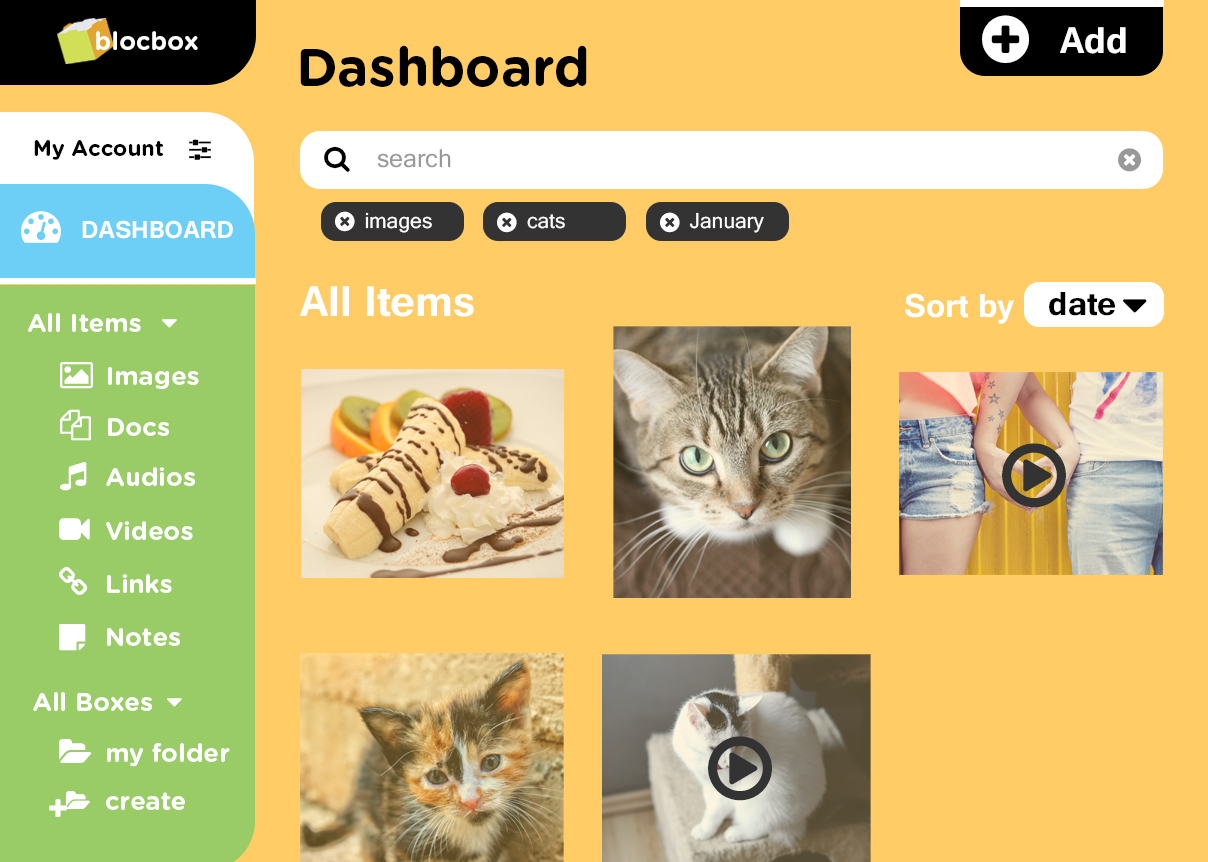 blocbox
Dashboard
Add
My Account
search
DASHBOARD
images
cats
January
All Items
Sort by date
All Items
Images
Docs
Audios
Videos
Links
Notes
All Boxes
my folder
create